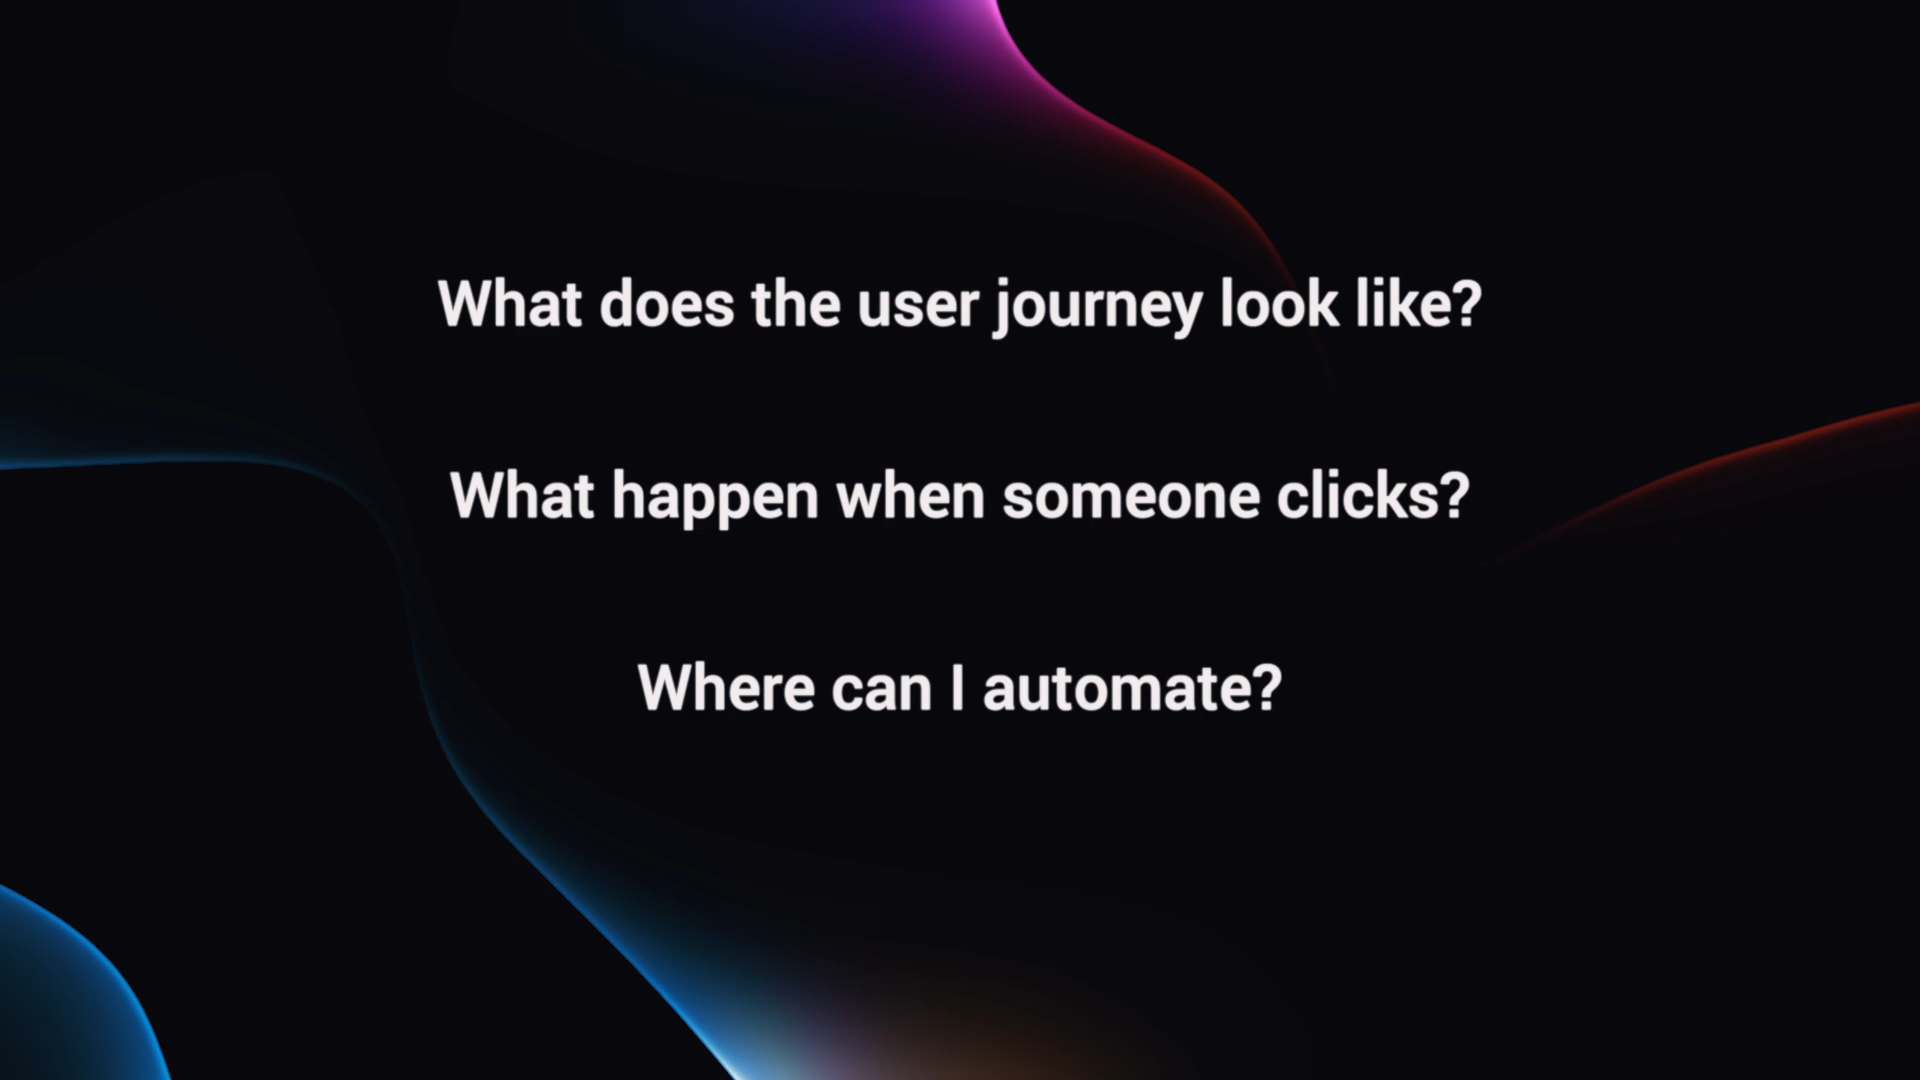 What does the user journey look like?
What happen when someone clicks?
Where can I automate?